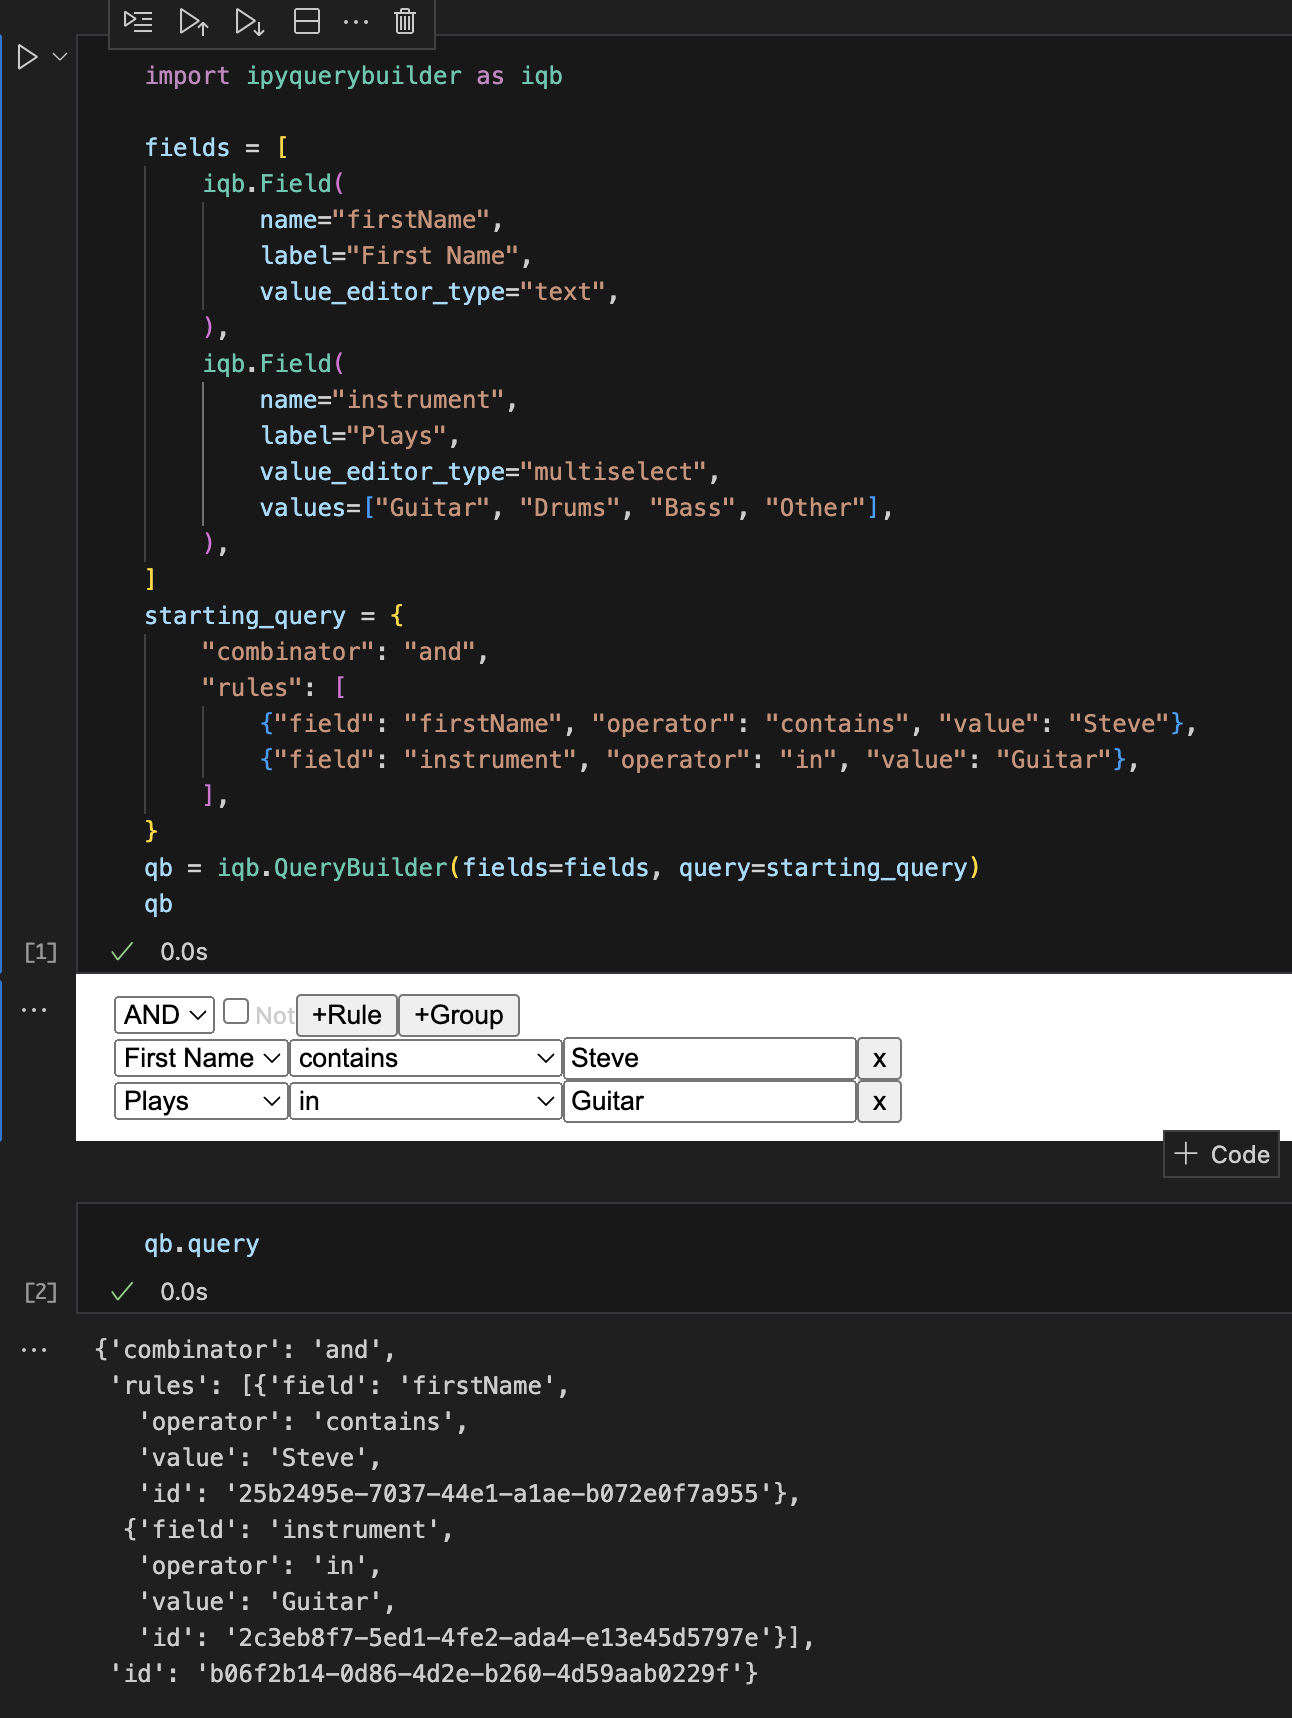 import ipyquerybuilder as iqb
fields = [
    iqb.Field(
        name="firstName",
        label="First Name",
        value_editor_type="text",
    ),
    iqb.Field(
        name="instrument",
        label="Plays",
        value_editor_type="multiselect",
        values=["Guitar", "Drums", "Bass", "Other"],
    ),
]
starting_query = {
    "combinator": "and",
    "rules": [
        {"field": "firstName", "operator": "contains", "value": "Steve"},
        {"field": "instrument", "operator": "in", "value": "Guitar"},
    ],
}
qb = iqb.QueryBuilder(fields=fields, query=starting_query)
qb
[1] 0.0s
AND Not +Rule +Group
First Name contains Steve x
Plays in Guitar x
+ Code
qb.query
[2] 0.0s
{'combinator': 'and',
 'rules': [{'field': 'firstName',
   'operator': 'contains',
   'value': 'Steve',
   'id': '25b2495e-7037-44e1-a1ae-b072e0f7a955'},
  {'field': 'instrument',
   'operator': 'in',
   'value': 'Guitar',
   'id': '2c3eb8f7-5ed1-4fe2-ada4-e13e45d5797e'}],
 'id': 'b06f2b14-0d86-4d2e-b260-4d59aab0229f'}